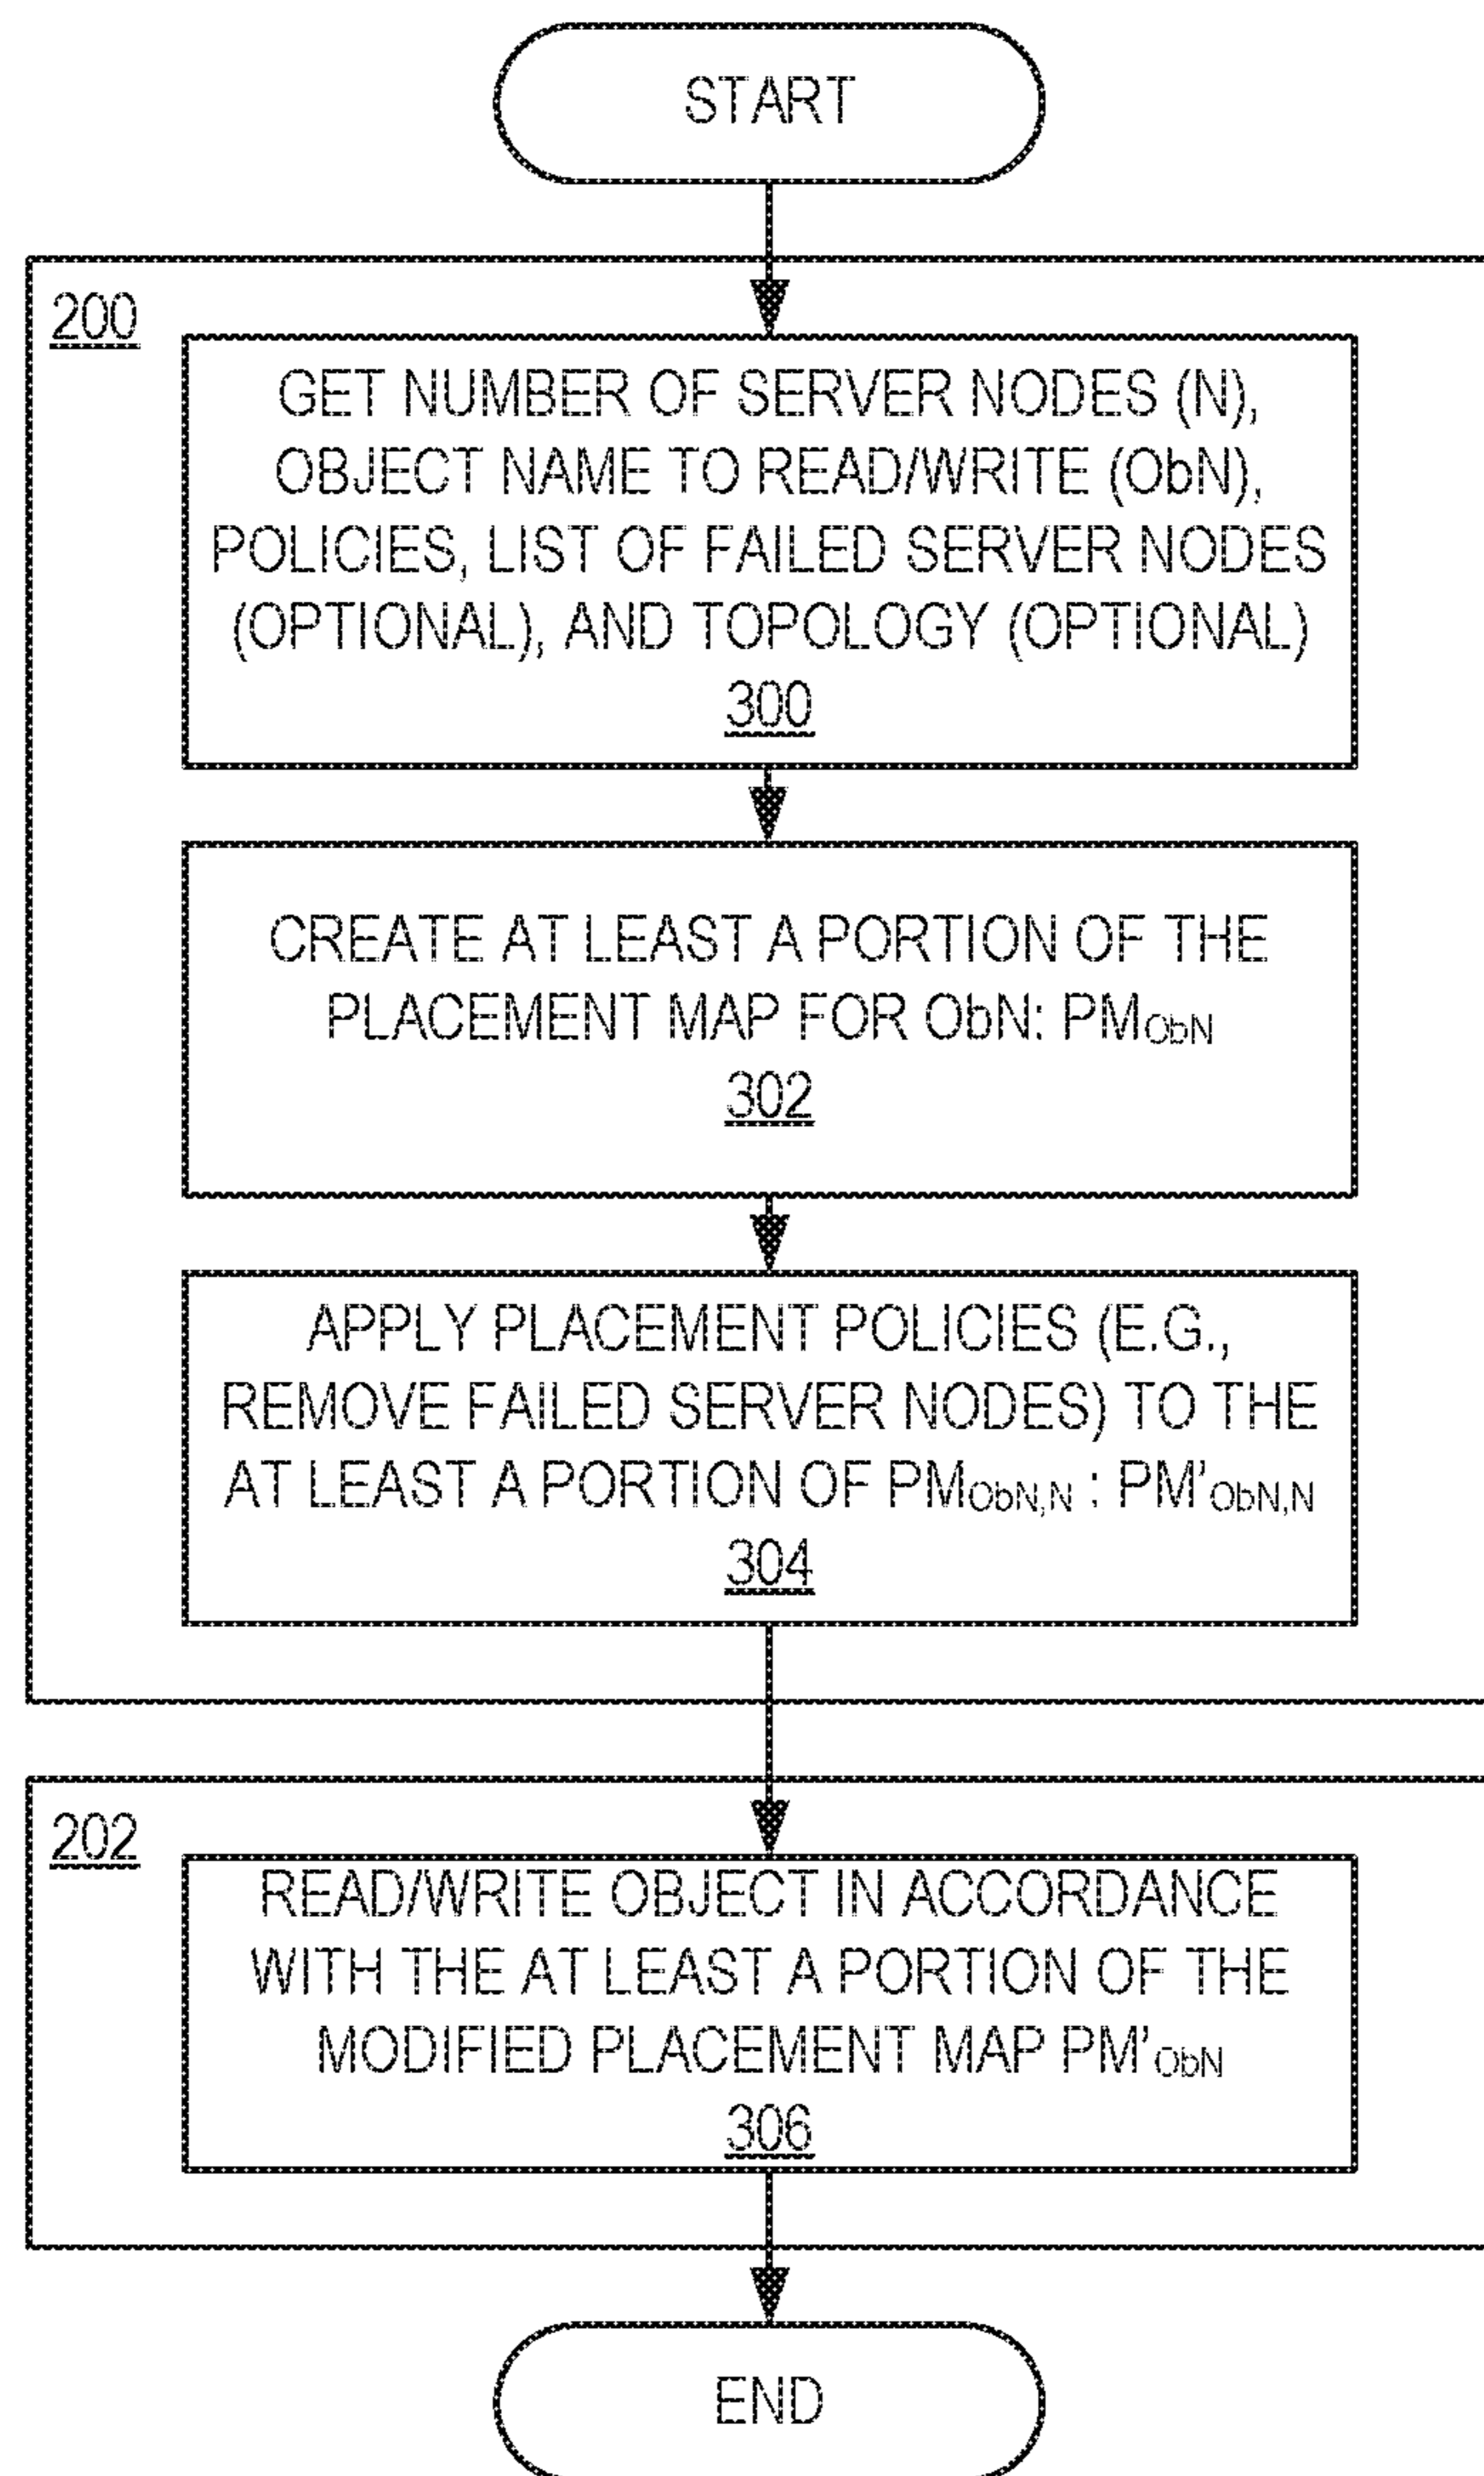 START
200
GET NUMBER OF SERVER NODES (N),
OBJECT NAME TO READ/WRITE (ObN),
POLICIES, LIST OF FAILED SERVER NODES
(OPTIONAL), AND TOPOLOGY (OPTIONAL)
300
CREATE AT LEAST A PORTION OF THE
PLACEMENT MAP FOR ObN: PMObN
302
APPLY PLACEMENT POLICIES (E.G.,
REMOVE FAILED SERVER NODES) TO THE
AT LEAST A PORTION OF PMObN,N : PM'ObN,N
304
202
READ/WRITE OBJECT IN ACCORDANCE
WITH THE AT LEAST A PORTION OF THE
MODIFIED PLACEMENT MAP PM'ObN
306
END